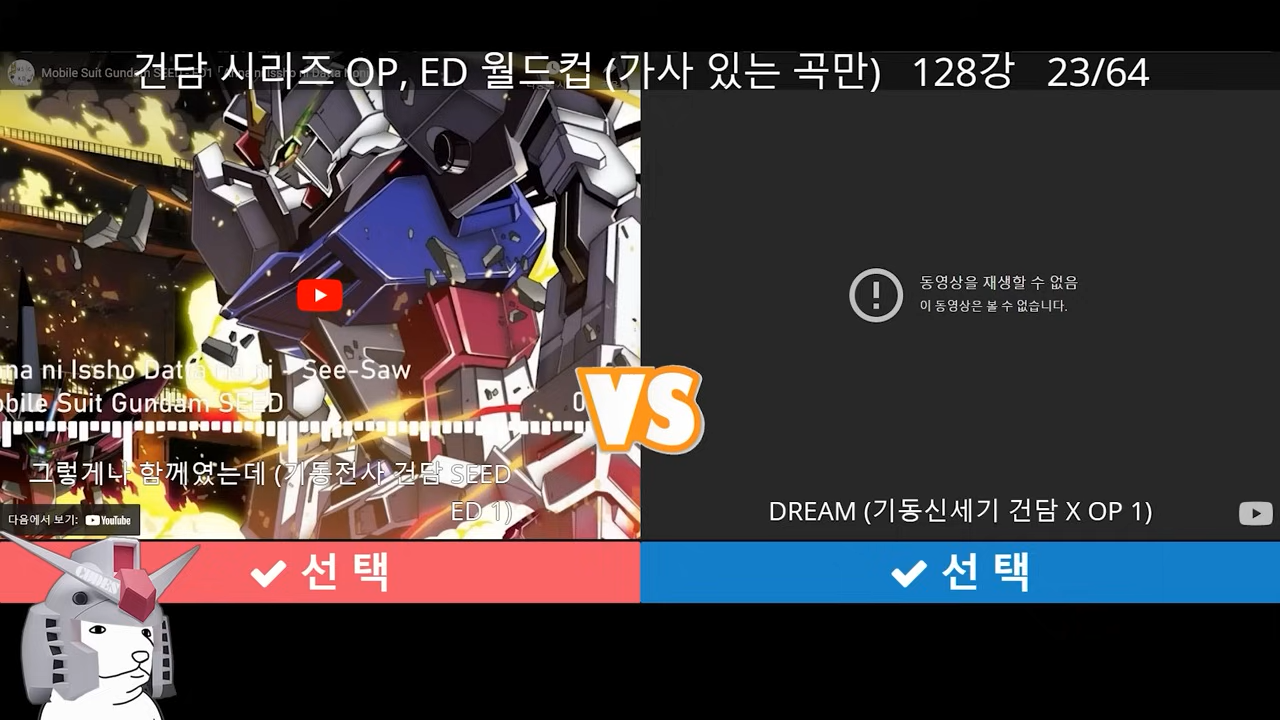 건담 시리즈 OP, ED 월드컵 (가사 있는 곡만) 128강 23/64
Mobile Suit Gundam SEED
동영상을 재생할 수 없음
이 동영상은 볼 수 없습니다.
na ni Issho Datta no ni - See-Saw
obile Suit Gundam SEED
VS
그렇게나 함께였는데 (기동전사 건담 SEED
ED 1)
DREAM (기동신세기 건담 X OP 1)
다음에서 보기: YouTube
선택
선택